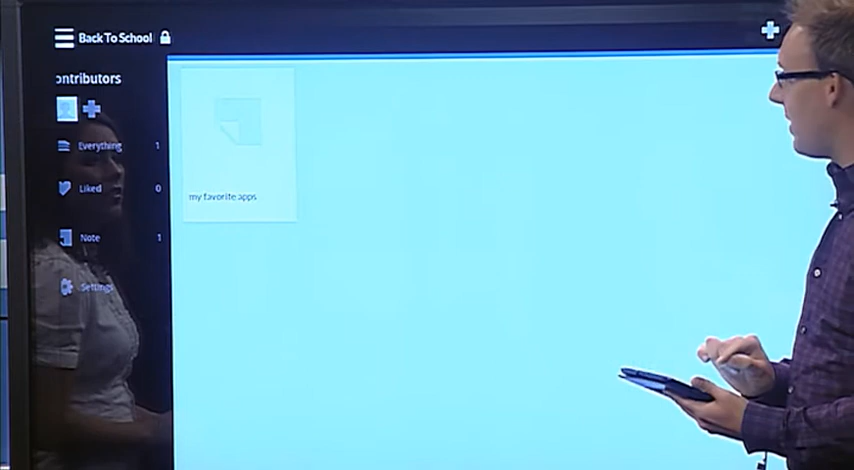 Back To School
ontributors
Everything 1
Liked 0
Note 1
Settings
my favorite apps